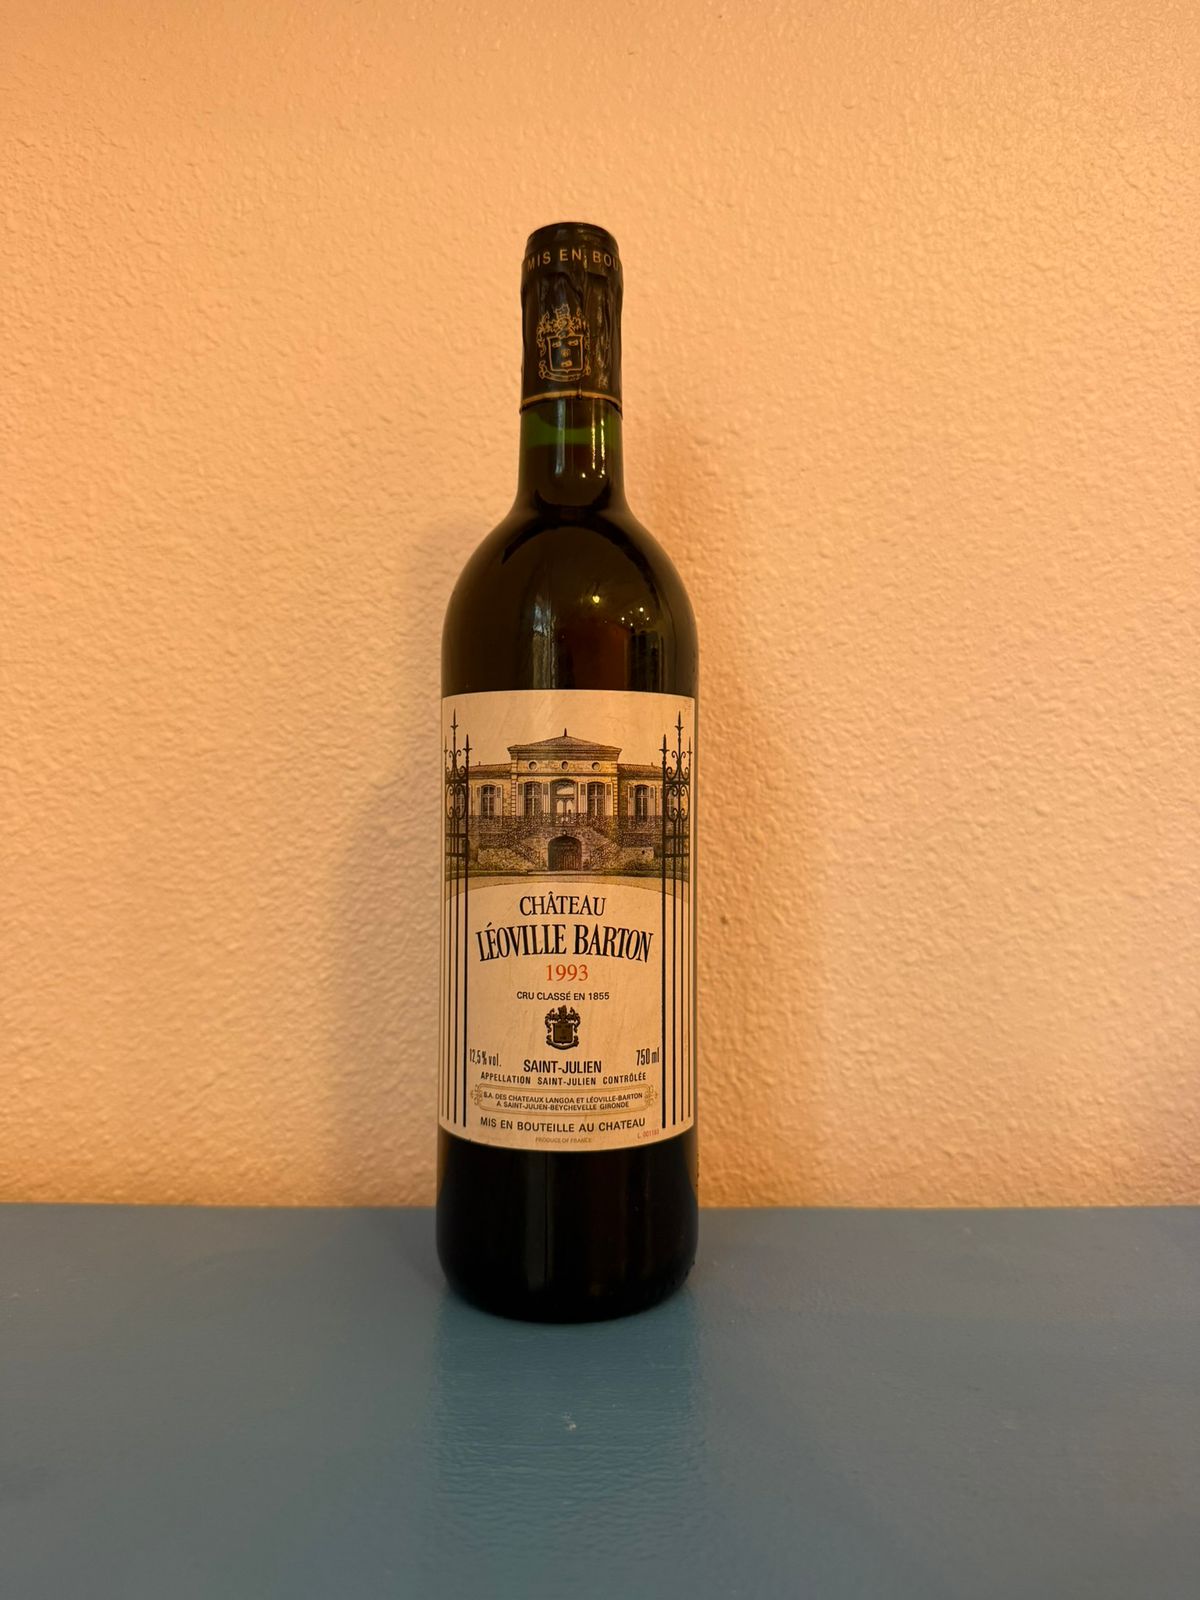 MIS EN BOU
CHÂTEAU
LÉOVILLE BARTON
1993
CRU CLASSÉ EN 1855
12,5% vol.
SAINT-JULIEN
750 ml
APPELLATION SAINT-JULIEN CONTRÔLÉE
S.A. DES CHATEAUX LANGOA ET LÉOVILLE-BARTON
A SAINT-JULIEN-BEYCHEVELLE GIRONDE
MIS EN BOUTEILLE AU CHATEAU
PRODUCE OF FRANCE